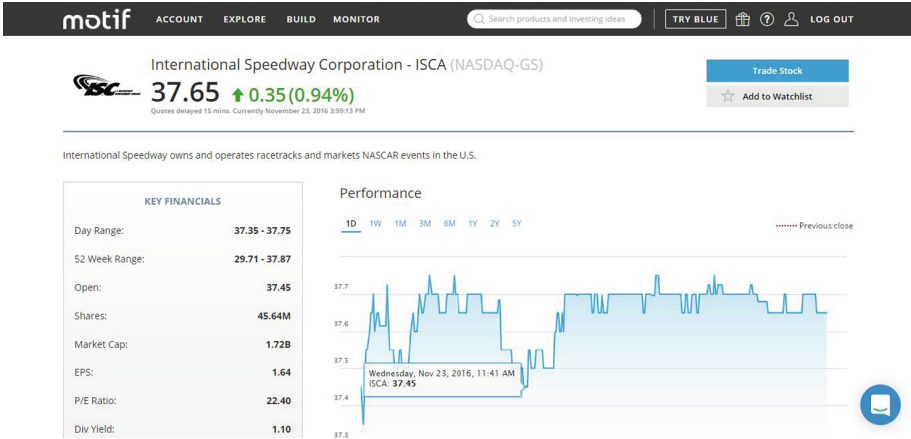 motif ACCOUNT EXPLORE BUILD MONITOR Search products and investing ideas TRY BLUE ? LOG OUT
International Speedway Corporation - ISCA (NASDAQ-GS)
ISC
37.65 0.35 (0.94%)
Quotes delayed 15 mins. Currently November 23, 2016 3:59:13 PM
Trade Stock
Add to Watchlist
International Speedway owns and operates racetracks and markets NASCAR events in the U.S.
KEY FINANCIALS
Day Range: 37.35 - 37.75
52 Week Range: 29.71 - 37.87
Open: 37.45
Shares: 45.64M
Market Cap: 1.72B
EPS: 1.64
P/E Ratio: 22.40
Div Yield: 1.10
Performance
1D 1W 1M 3M 6M 1Y 2Y 5Y
Previous close
37.7
37.6
37.5
37.4
37.3
Wednesday, Nov 23, 2016, 11:41 AM
ISCA: 37.45